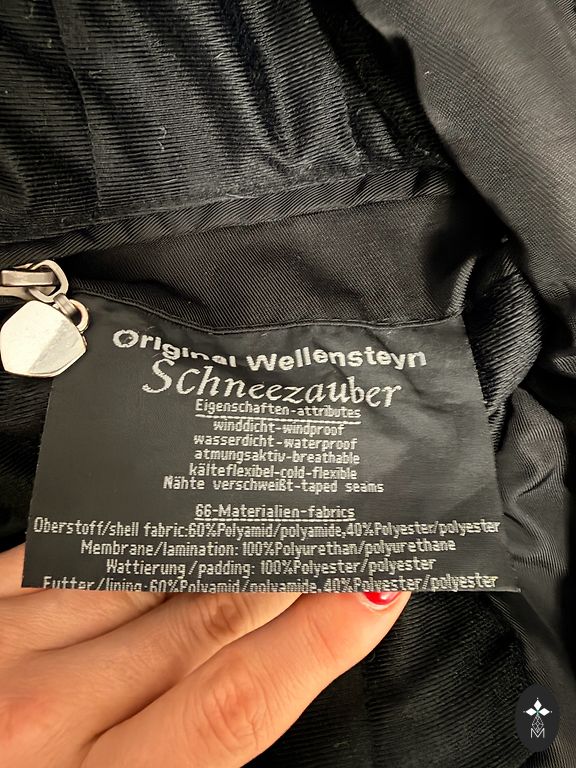 Original Wellensteyn
Schneezauber
Eigenschaften-attributes
winddicht-windproof
wasserdicht-waterproof
atmungsaktiv-breathable
kälteflexibel-cold-flexible
Nähte verschweißt-taped seams
66-Materialien-fabrics
Oberstoff/shell fabric:60%Polyamid/polyamide,40%Polyester/polyester
Membrane/lamination:100%Polyurethan/polyurethane
Wattierung/padding: 100%Polyester/polyester
Futter/lining:60%Polyamid/polyamide,40%Polyester/polyester
M